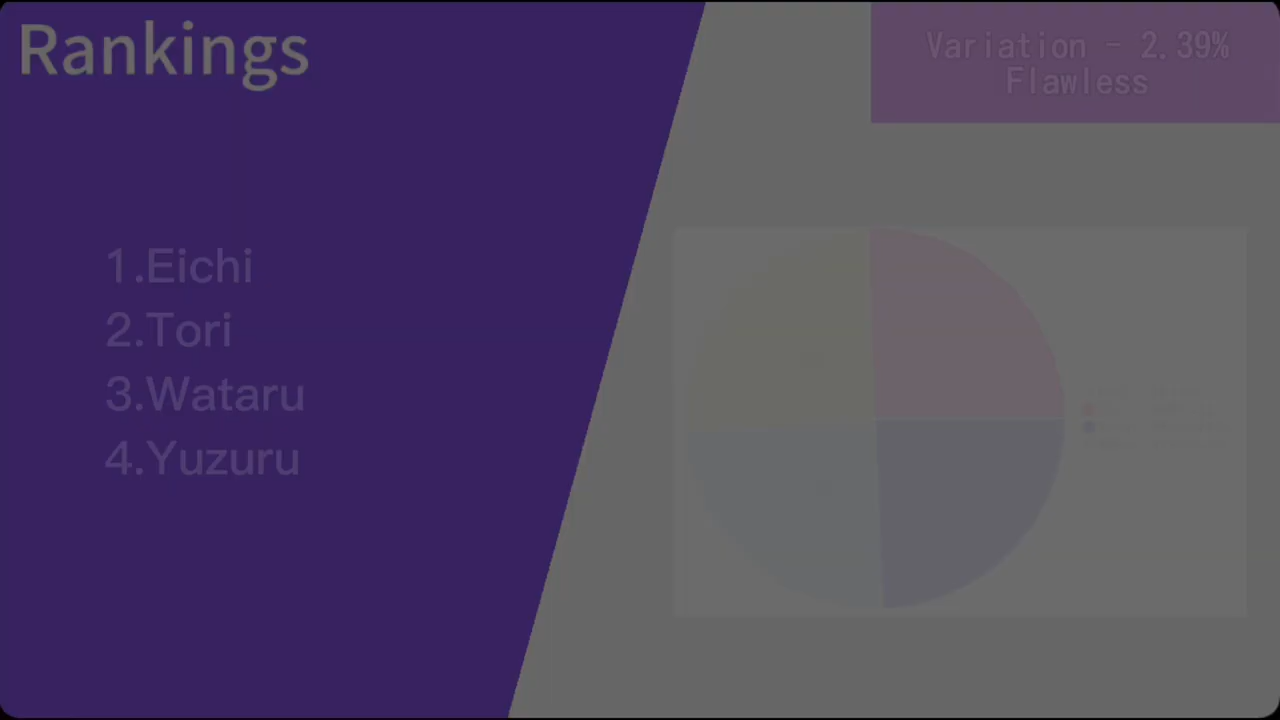 Rankings
Variation - 2.39%
Flawless
1.Eichi
2.Tori
3.Wataru
4.Yuzuru